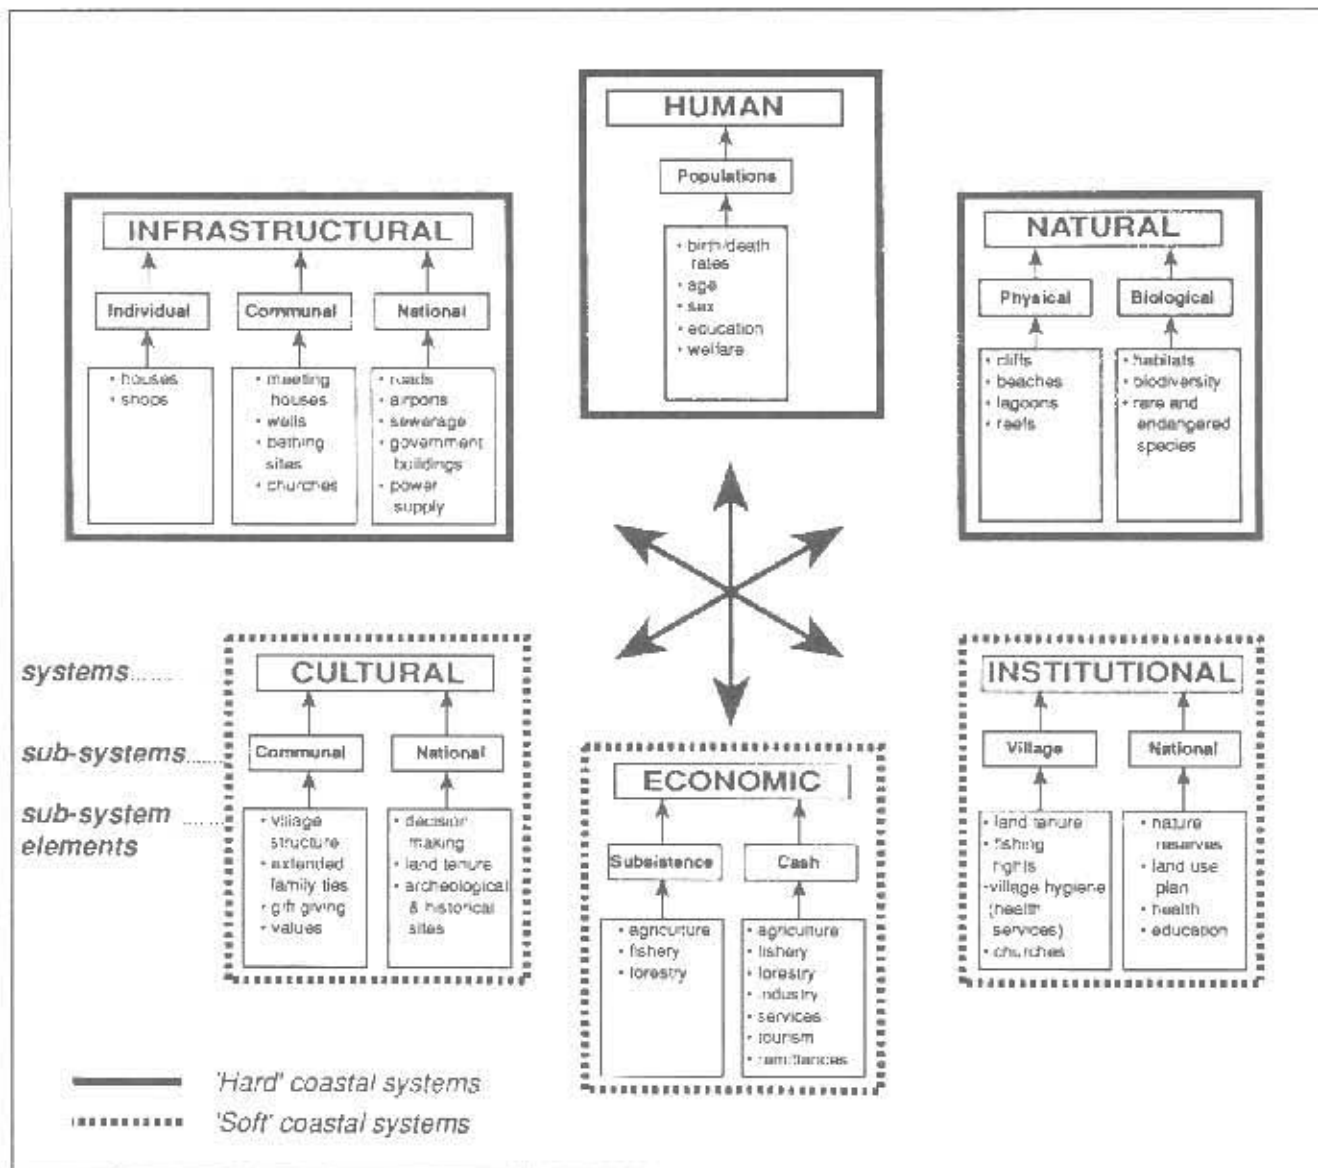 HUMAN
Populations
• birth/death
rates
• age
• sex
• education
• welfare
INFRASTRUCTURAL
Individual
• houses
• shops
Communal
• meeting
houses
• wells
• bathing
sites
• churches
National
• roads
• airports
• sewerage
• government
buildings
• power
supply
NATURAL
Physical
• cliffs
• beaches
• lagoons
• reefs
Biological
• habitats
• biodiversity
• rare and
endangered
species
systems.......
sub-systems.....
sub-system ......
elements
CULTURAL
Communal
• village
structure
• extended
family ties
• gift giving
• values
National
• decision
making
• land tenure
• archeological
& historical
sites
ECONOMIC
Subsistence
• agriculture
• fishery
• forestry
Cash
• agriculture
• fishery
• forestry
• industry
• services
• tourism
• remittances
INSTITUTIONAL
Village
• land tenure
• fishing
rights
•village hygiene
(health
services)
• churches
National
• nature
reserves
• land use
plan
• health
• education
'Hard' coastal systems
'Soft' coastal systems